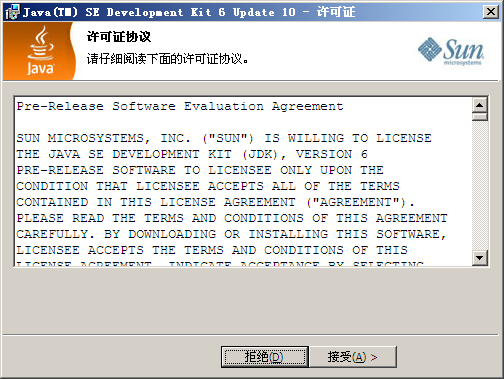 Java(TM) SE Development Kit 6 Update 10 - 许可证
许可证协议
请仔细阅读下面的许可证协议。
Java
Sun
microsystems
Pre-Release Software Evaluation Agreement
SUN MICROSYSTEMS, INC. ("SUN") IS WILLING TO LICENSE
THE JAVA SE DEVELOPMENT KIT (JDK), VERSION 6
PRE-RELEASE SOFTWARE TO LICENSEE ONLY UPON THE
CONDITION THAT LICENSEE ACCEPTS ALL OF THE TERMS
CONTAINED IN THIS LICENSE AGREEMENT ("AGREEMENT").
PLEASE READ THE TERMS AND CONDITIONS OF THIS AGREEMENT
CAREFULLY. BY DOWNLOADING OR INSTALLING THIS SOFTWARE,
LICENSEE ACCEPTS THE TERMS AND CONDITIONS OF THIS
LICENSE AGREEMENT. INDICATE ACCEPTANCE BY SELECTING
拒绝(D)
接受(A) >